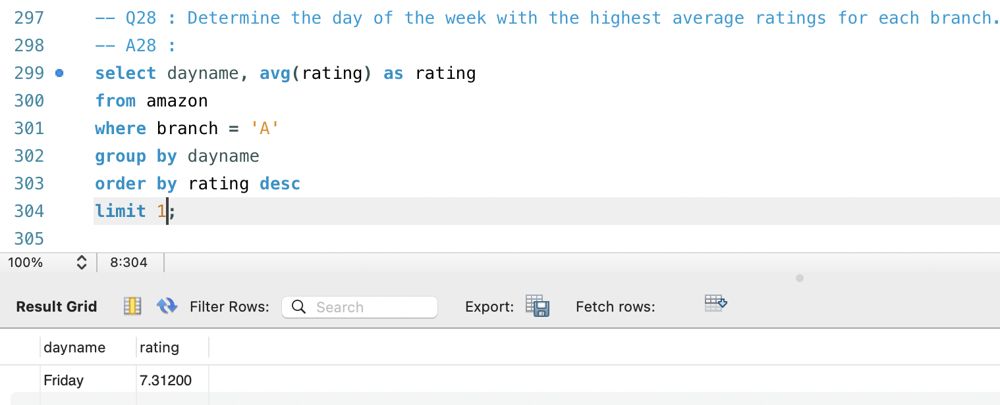 297 -- Q28 : Determine the day of the week with the highest average ratings for each branch.
298 -- A28 :
299 select dayname, avg(rating) as rating
300 from amazon
301 where branch = 'A'
302 group by dayname
303 order by rating desc
304 limit 1;
305
100% 8:304
Result Grid Filter Rows: Search Export: Fetch rows:
dayname rating
Friday 7.31200